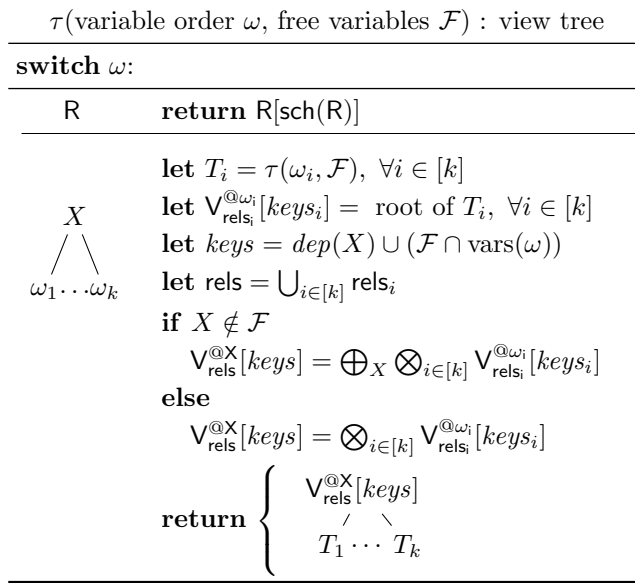 τ(variable order ω, free variables F) : view tree
switch ω:
R return R[sch(R)]
let T_i = τ(ω_i, F), ∀i ∈ [k]
let V^{@ω_i}_{rels_i}[keys_i] = root of T_i, ∀i ∈ [k]
X let keys = dep(X) ∪ (F ∩ vars(ω))
ω_1 … ω_k let rels = ⋃_{i∈[k]} rels_i
if X ∉ F
V^{@X}_{rels}[keys] = ⨁_X ⨂_{i∈[k]} V^{@ω_i}_{rels_i}[keys_i]
else
V^{@X}_{rels}[keys] = ⨂_{i∈[k]} V^{@ω_i}_{rels_i}[keys_i]
return { V^{@X}_{rels}[keys]
T_1 ⋯ T_k